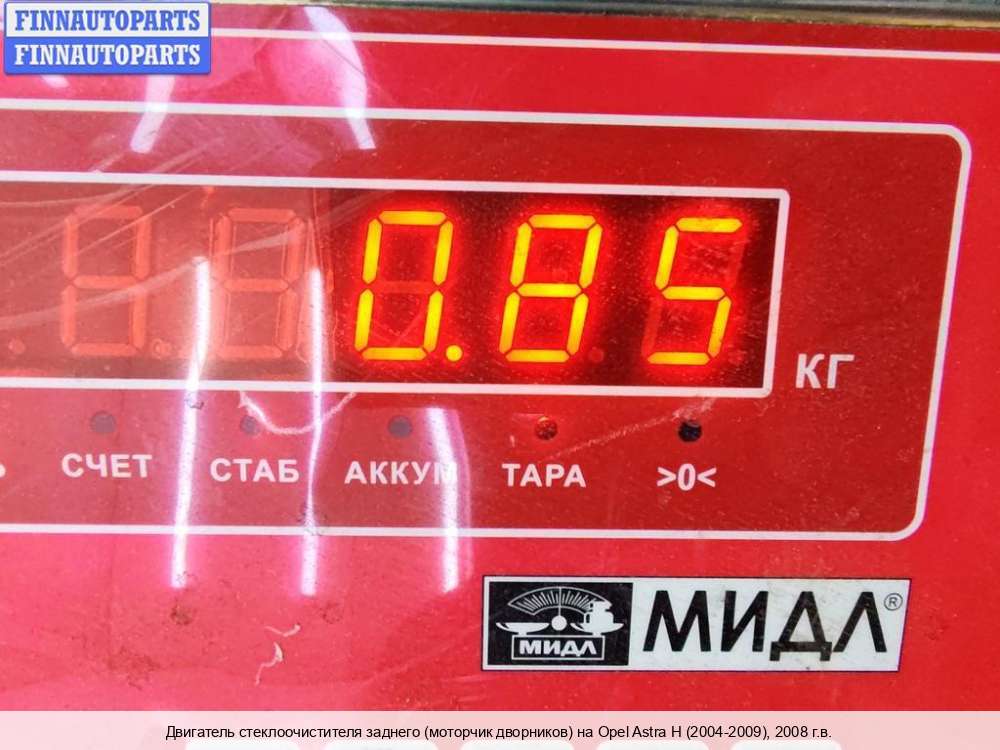 FINNAUTOPARTS
FINNAUTOPARTS
0.85
КГ
СЧЕТ СТАБ АККУМ ТАРА >0<
МИДЛ МИДЛ®
Двигатель стеклоочистителя заднего (моторчик дворников) на Opel Astra H (2004-2009), 2008 г.в.